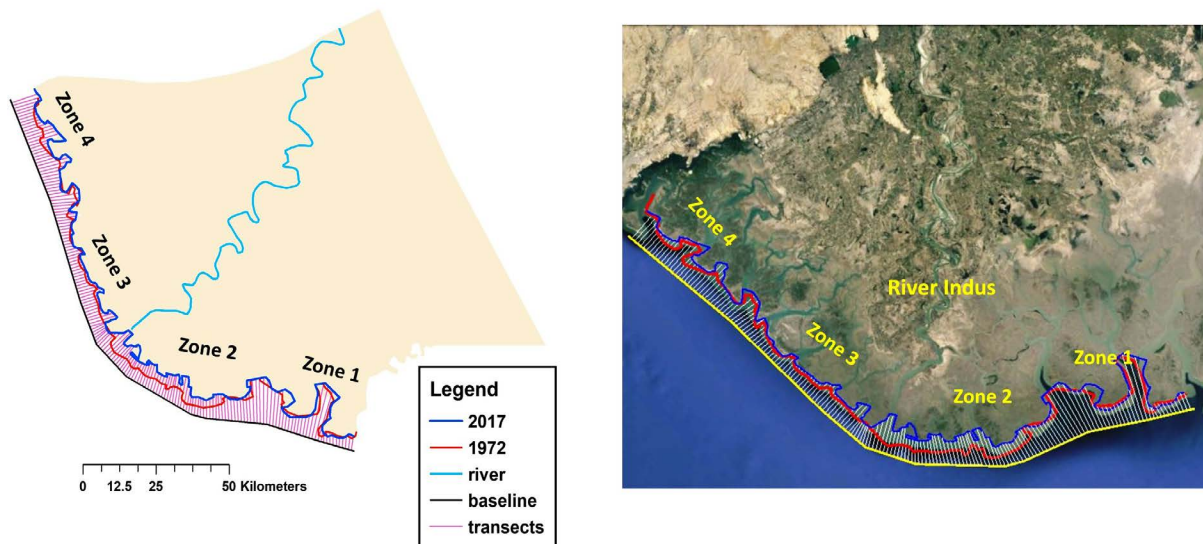 Zone 4
Zone 3
Zone 2
Zone 1
Legend
2017
1972
river
baseline
transects
0 12.5 25 50 Kilometers
Zone 4
River Indus
Zone 3
Zone 1
Zone 2